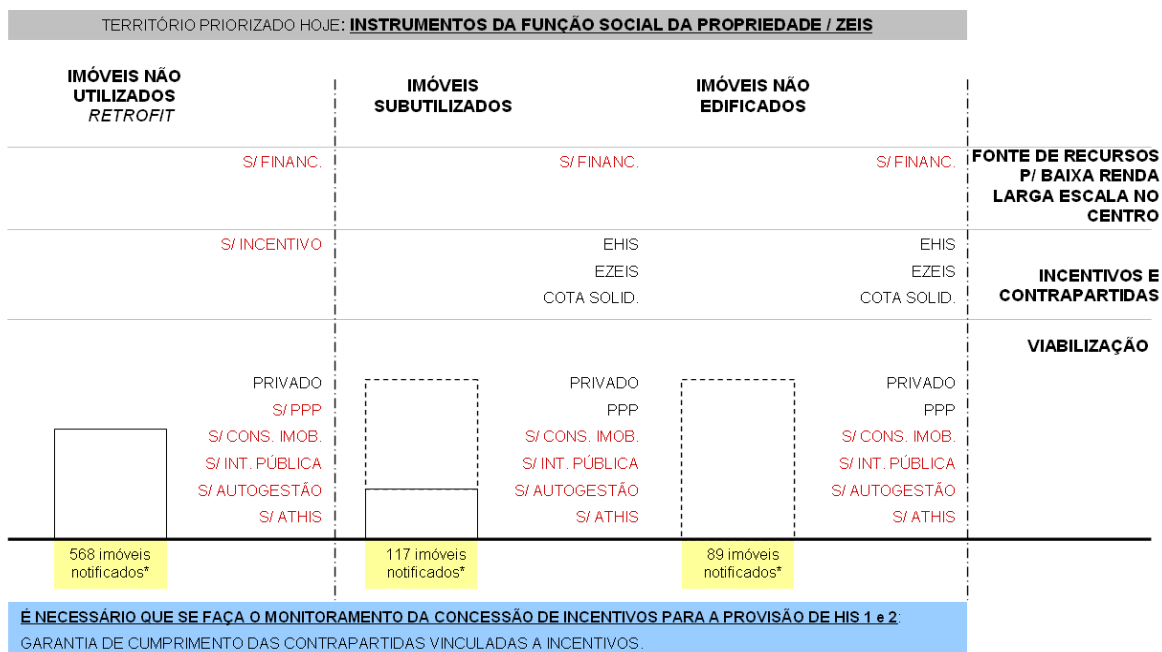 TERRITÓRIO PRIORIZADO HOJE: INSTRUMENTOS DA FUNÇÃO SOCIAL DA PROPRIEDADE / ZEIS
IMÓVEIS NÃO
UTILIZADOS
RETROFIT
IMÓVEIS
SUBUTILIZADOS
IMÓVEIS NÃO
EDIFICADOS
S/ FINANC.
S/ FINANC.
S/ FINANC.
FONTE DE RECURSOS
P/ BAIXA RENDA
LARGA ESCALA NO
CENTRO
S/ INCENTIVO
EHIS
EZEIS
COTA SOLID.
EHIS
EZEIS
COTA SOLID.
INCENTIVOS E
CONTRAPARTIDAS
VIABILIZAÇÃO
PRIVADO
S/ PPP
S/ CONS. IMOB.
S/ INT. PÚBLICA
S/ AUTOGESTÃO
S/ ATHIS
PRIVADO
PPP
S/ CONS. IMOB.
S/ INT. PÚBLICA
S/ AUTOGESTÃO
S/ ATHIS
PRIVADO
PPP
S/ CONS. IMOB.
S/ INT. PÚBLICA
S/ AUTOGESTÃO
S/ ATHIS
568 imóveis
notificados*
117 imóveis
notificados*
89 imóveis
notificados*
É NECESSÁRIO QUE SE FAÇA O MONITORAMENTO DA CONCESSÃO DE INCENTIVOS PARA A PROVISÃO DE HIS 1 e 2:
GARANTIA DE CUMPRIMENTO DAS CONTRAPARTIDAS VINCULADAS A INCENTIVOS.